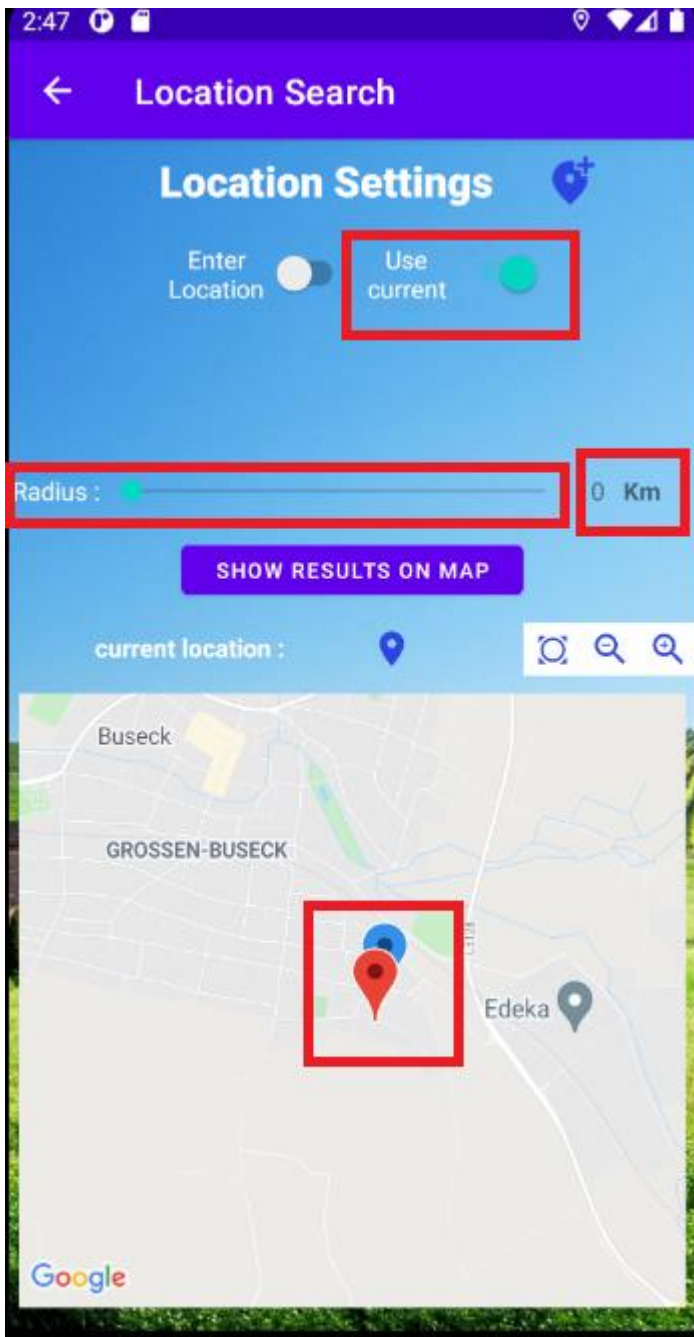 2:47
Location Search
Location Settings
Enter
Location
Use
current
Radius :
0 Km
SHOW RESULTS ON MAP
current location :
Buseck
GROSSEN-BUSECK
L3128
Edeka
Google